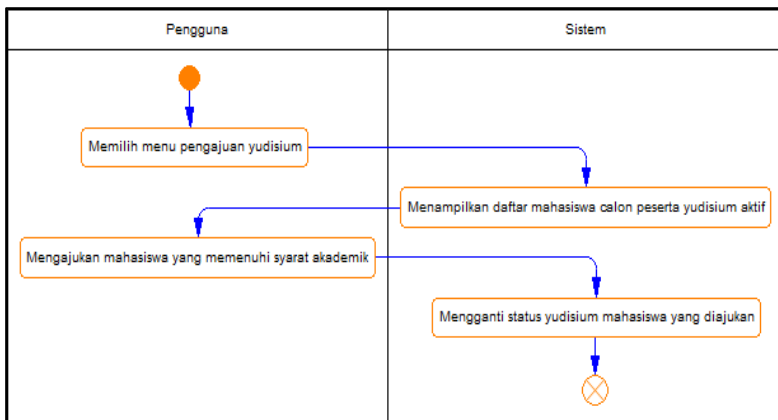 Pengguna
Sistem
Memilih menu pengajuan yudisium
Menampilkan daftar mahasiswa calon peserta yudisium aktif
Mengajukan mahasiswa yang memenuhi syarat akademik
Mengganti status yudisium mahasiswa yang diajukan